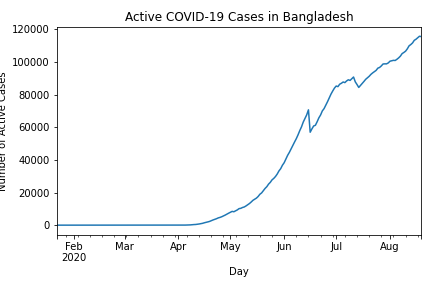 Active COVID-19 Cases in Bangladesh
Number of Active Cases
120000
100000
80000
60000
40000
20000
0
Feb Mar Apr May Jun Jul Aug
2020
Day